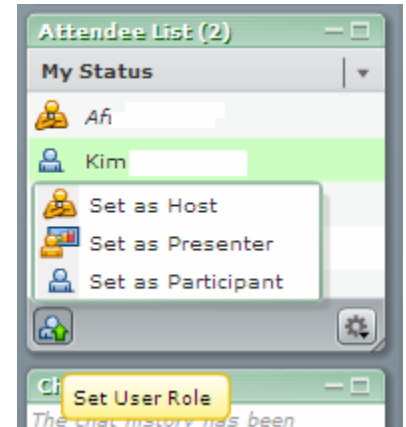 Attendee List (2)
My Status
Kim
Set as Host
Set as Presenter
Set as Participant
Set User Role
The chat history has been